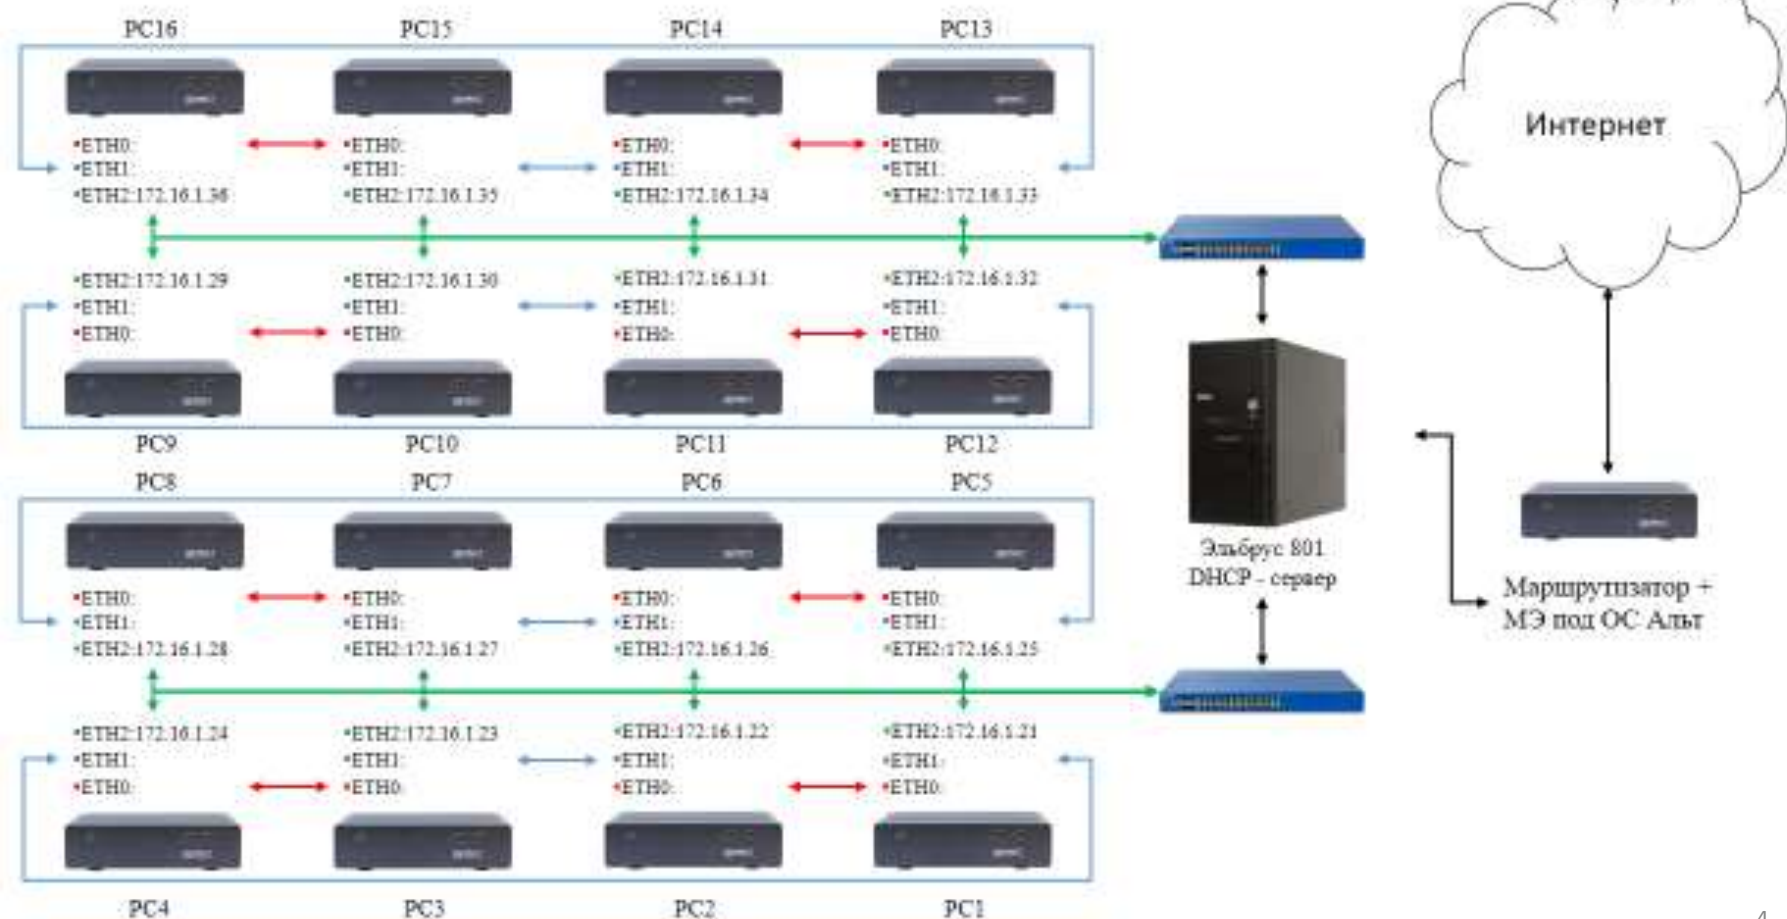 PC16 PC15 PC14 PC13
•ETH0: •ETH0: •ETH0: •ETH0:
•ETH1: •ETH1: •ETH1: •ETH1:
•ETH2:172.16.1.36 •ETH2:172.16.1.35 •ETH2:172.16.1.34 •ETH2:172.16.1.33
•ETH2:172.16.1.29 •ETH2:172.16.1.30 •ETH2:172.16.1.31 •ETH2:172.16.1.32
•ETH1: •ETH1: •ETH1: •ETH1:
•ETH0: •ETH0: •ETH0: •ETH0:
PC9 PC10 PC11 PC12
PC8 PC7 PC6 PC5
•ETH0: •ETH0: •ETH0: •ETH0:
•ETH1: •ETH1: •ETH1: •ETH1:
•ETH2:172.16.1.28 •ETH2:172.16.1.27 •ETH2:172.16.1.26 •ETH2:172.16.1.25
•ETH2:172.16.1.24 •ETH2:172.16.1.23 •ETH2:172.16.1.22 •ETH2:172.16.1.21
•ETH1: •ETH1: •ETH1: •ETH1:
•ETH0: •ETH0: •ETH0: •ETH0:
PC4 PC3 PC2 PC1
Интернет
Эльбрус 801
DHCP - сервер
Маршрутизатор +
МЭ под ОС Альт
4